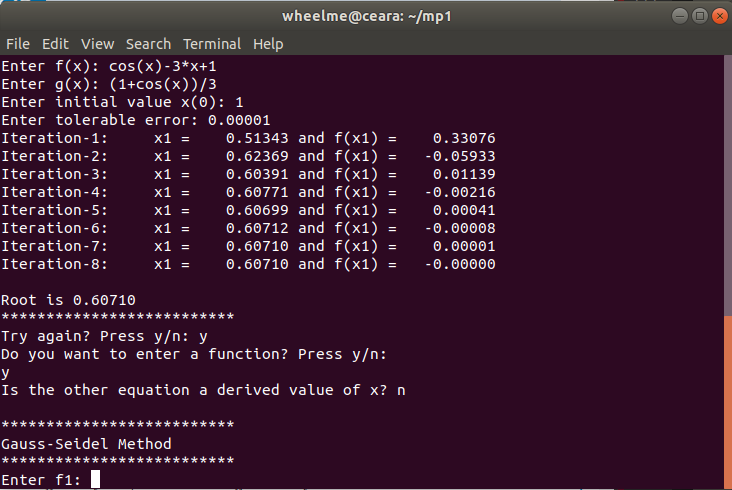 wheelme@ceara: ~/mp1
File Edit View Search Terminal Help
Enter f(x): cos(x)-3*x+1
Enter g(x): (1+cos(x))/3
Enter initial value x(0): 1
Enter tolerable error: 0.00001
Iteration-1:     x1 =    0.51343 and f(x1) =    0.33076
Iteration-2:     x1 =    0.62369 and f(x1) =   -0.05933
Iteration-3:     x1 =    0.60391 and f(x1) =    0.01139
Iteration-4:     x1 =    0.60771 and f(x1) =   -0.00216
Iteration-5:     x1 =    0.60699 and f(x1) =    0.00041
Iteration-6:     x1 =    0.60712 and f(x1) =   -0.00008
Iteration-7:     x1 =    0.60710 and f(x1) =    0.00001
Iteration-8:     x1 =    0.60710 and f(x1) =   -0.00000
Root is 0.60710
**************************
Try again? Press y/n: y
Do you want to enter a function? Press y/n:
y
Is the other equation a derived value of x? n
**************************
Gauss-Seidel Method
**************************
Enter f1: